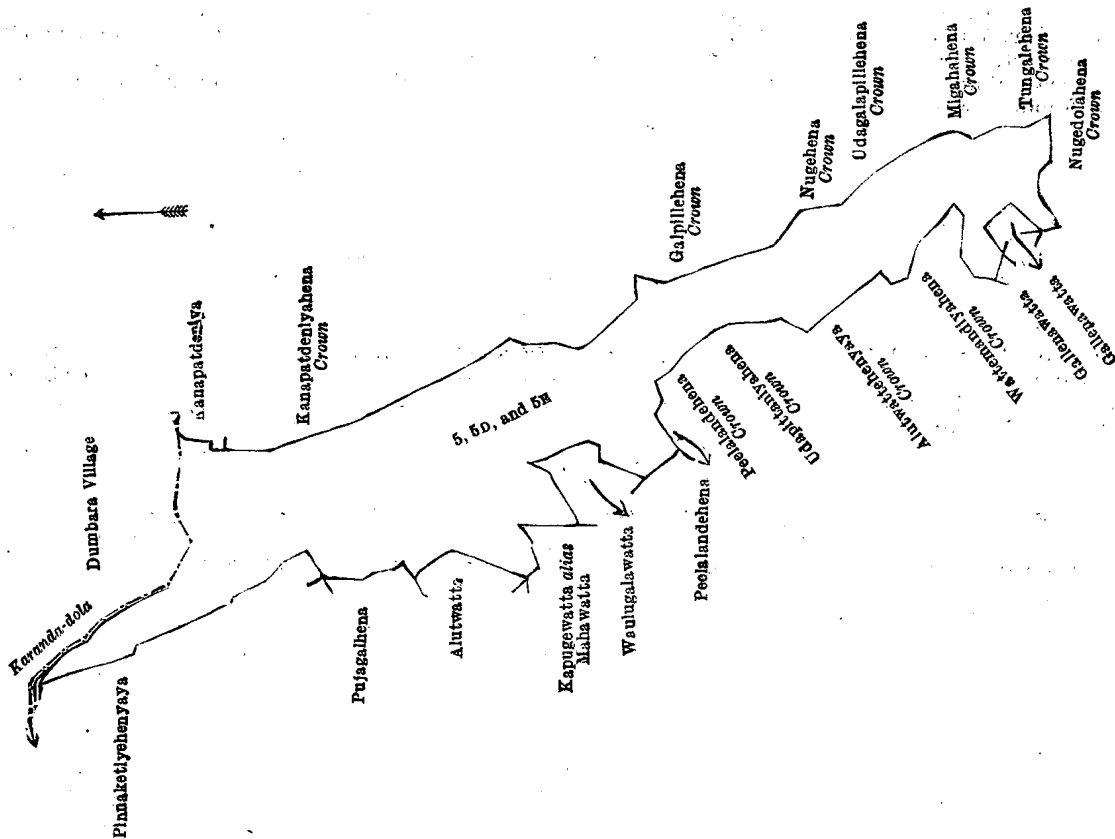 Karanda-dola
Dumbara Village
Kanapatdeniya
Kanapatdeniyahena
Crown
Galpillehena
Crown
Nugehena
Crown
Udagalapillehena
Crown
Migahahena
Crown
Tungalehena
Crown
Nugedolahena
Crown
5, 5D, and 5H
Pinnaketiyehenyaya
Pujagalhena
Alutwatta
Kapugewatta alias
Mahawatta
Waulugalawatta
Peelalandehena
Peelalandehena
Crown
Udapittaniyahena
Crown
Alutwattehenyaya
Crown
Wattemandiyahena
Crown
Gallenawatta
Gallenawatta